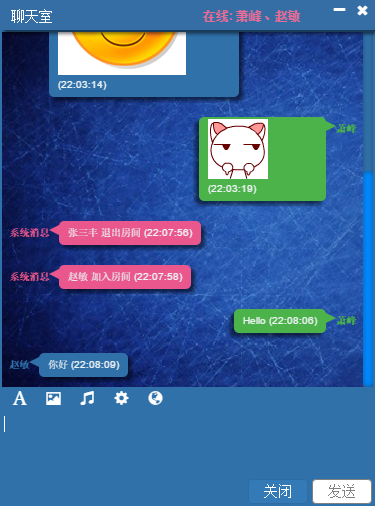 聊天室
在线: 萧峰、赵敏
(22:03:14)
萧峰
(22:03:19)
系统消息
张三丰 退出房间 (22:07:56)
系统消息
赵敏 加入房间 (22:07:58)
Hello (22:08:06)
萧峰
赵敏
你好 (22:08:09)
A
关闭
发送